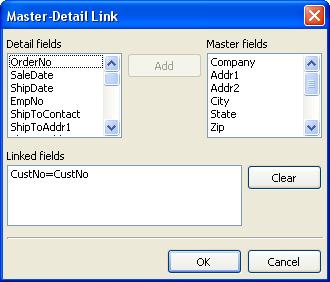 Master-Detail Link
Detail fields
Master fields
OrderNo
SaleDate
ShipDate
EmpNo
ShipToContact
ShipToAddr1
Add
Company
Addr1
Addr2
City
State
Zip
Linked fields
CustNo=CustNo
Clear
OK
Cancel